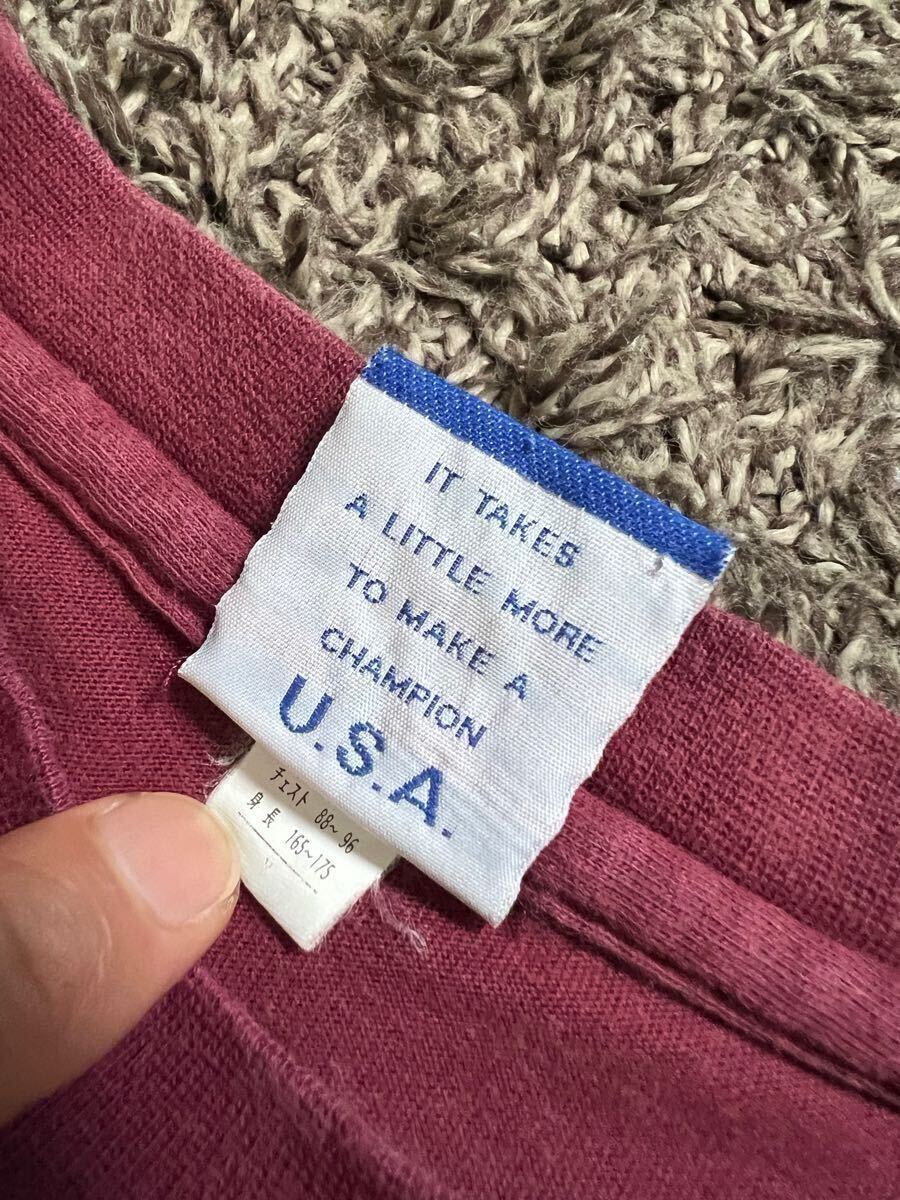 IT TAKES
A LITTLE MORE
TO MAKE A
CHAMPION
U.S.A.
チェスト 88~96
身長 165~175